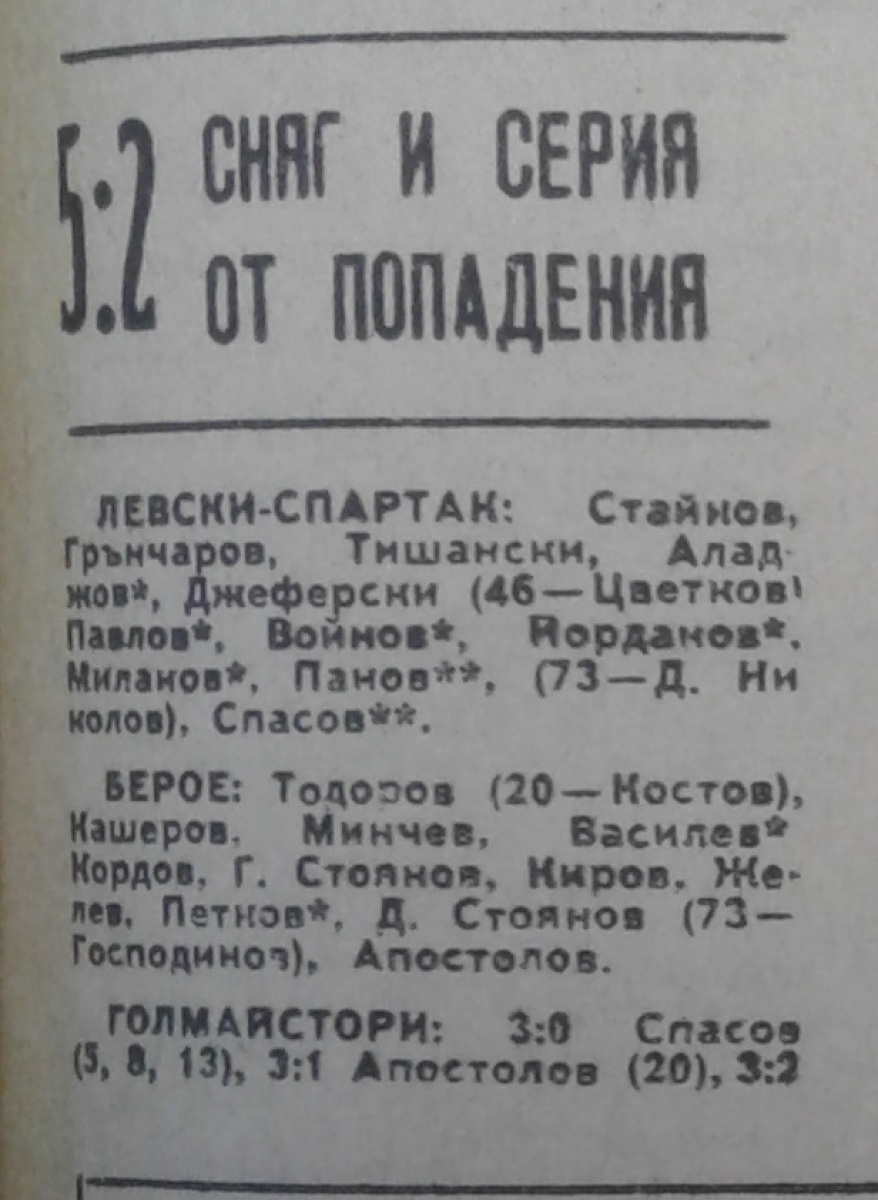 5:2
СНЯГ И СЕРИЯ
ОТ ПОПАДЕНИЯ
ЛЕВСКИ-СПАРТАК: Стайнов,
Грънчаров, Тишански, Алад-
жов*, Джеферски (46—Цветков)
Павлов*, Войнов*, Йорданов*.
Миланов*, Панов**, (73—Д. Ни
колов), Спасов**.
БЕРОЕ: Тодоров (20—Костов),
Кашеров. Минчев, Василев*
Кордов, Г. Стоянов, Киров. Же-
лев, Петков*, Д. Стоянов (73—
Господинов), Апостолов.
ГОЛМАЙСТОРИ: 3:0 Спасов
(5, 8, 13), 3:1 Апостолов (20), 3:2